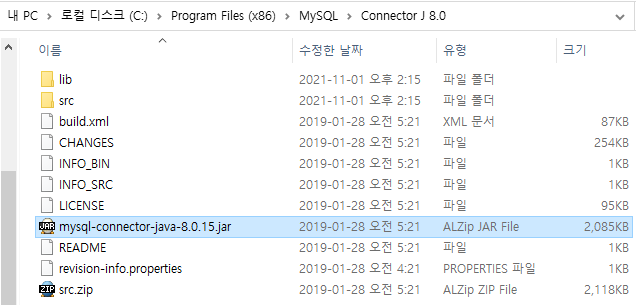 내 PC > 로컬 디스크 (C:) > Program Files (x86) > MySQL > Connector J 8.0
이름 수정한 날짜 유형 크기
lib 2021-11-01 오후 2:15 파일 폴더
src 2021-11-01 오후 2:15 파일 폴더
build.xml 2019-01-28 오전 5:21 XML 문서 87KB
CHANGES 2019-01-28 오전 5:21 파일 254KB
INFO_BIN 2019-01-28 오전 5:21 파일 1KB
INFO_SRC 2019-01-28 오전 5:21 파일 1KB
LICENSE 2019-01-28 오전 5:21 파일 95KB
JAR mysql-connector-java-8.0.15.jar 2019-01-28 오전 5:21 ALZip JAR File 2,085KB
README 2019-01-28 오전 5:21 파일 1KB
revision-info.properties 2019-01-28 오전 4:21 PROPERTIES 파일 1KB
ZIP src.zip 2019-01-28 오전 5:21 ALZip ZIP File 2,118KB